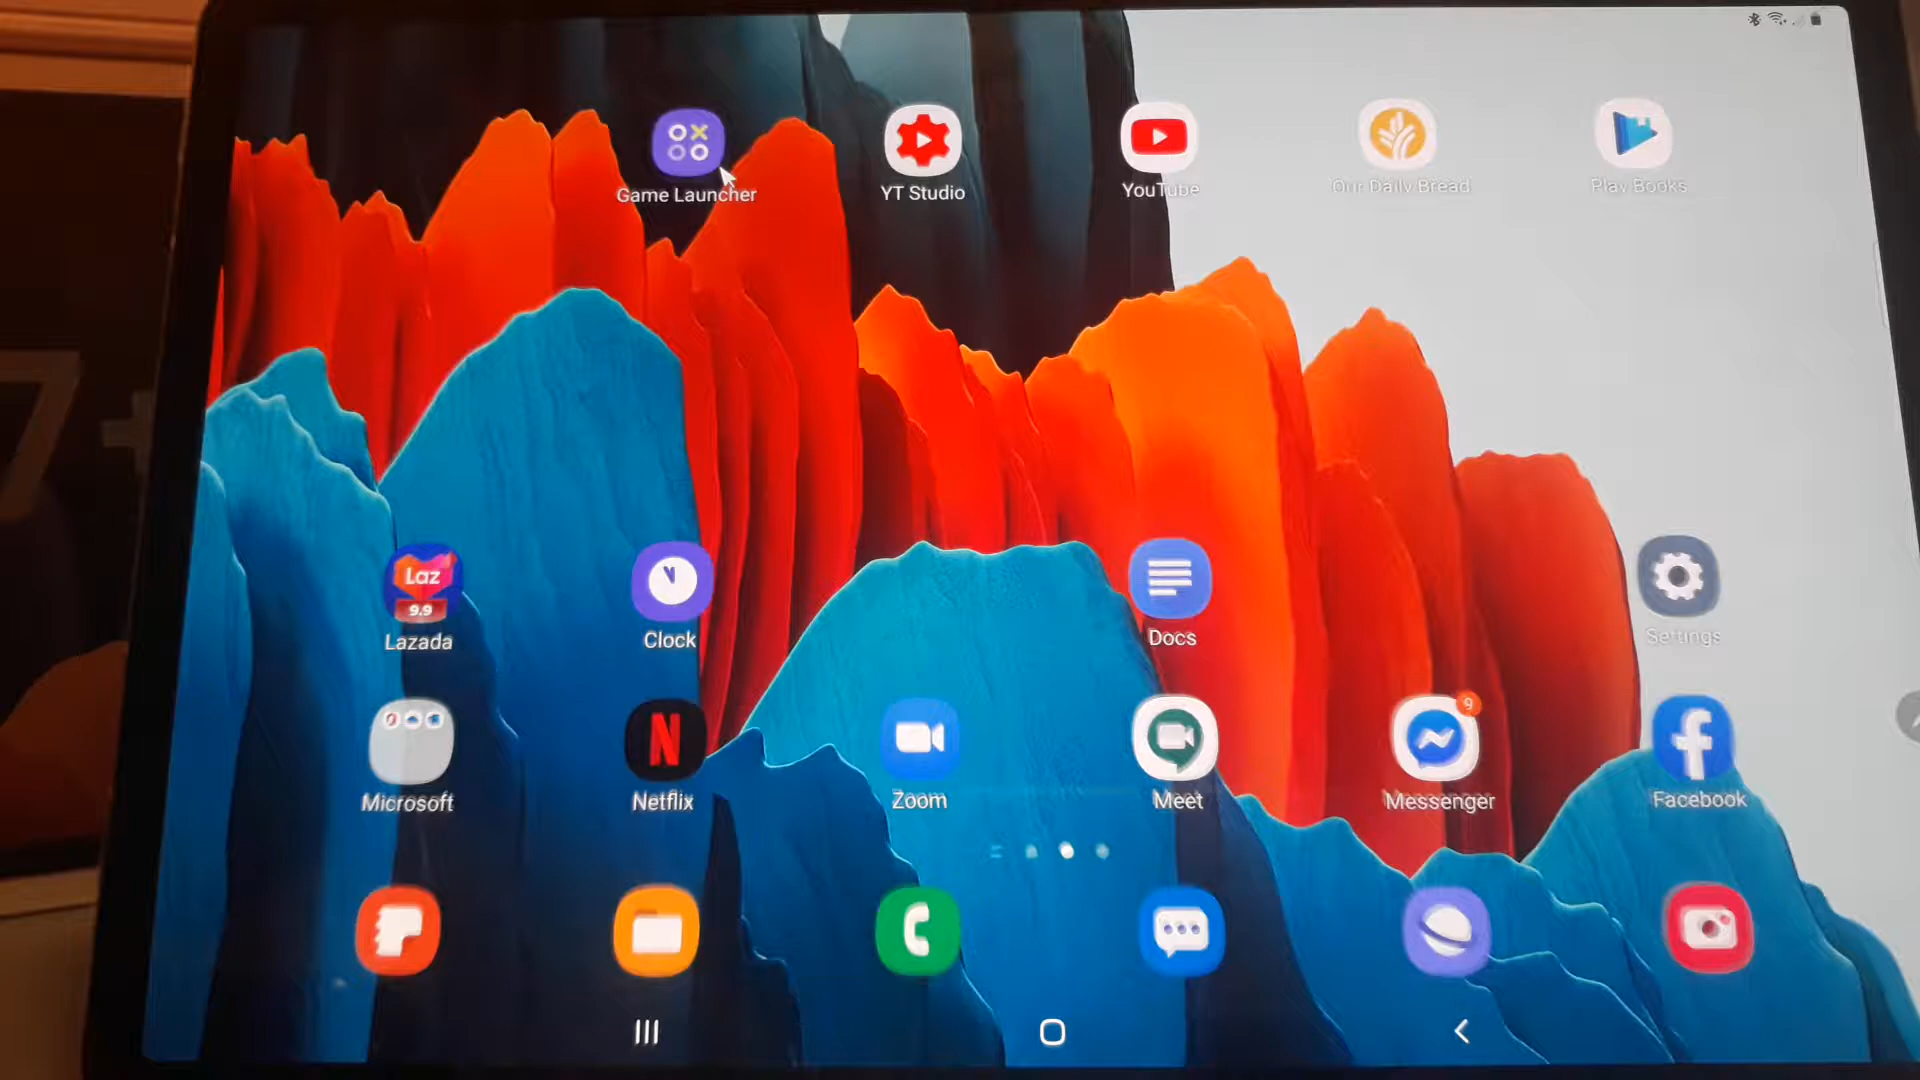 Game Launcher
YT Studio
YouTube
Our Daily Bread
Play Books
7+
Laz
9.9
Lazada
Clock
Docs
Settings
9
Microsoft
N
Netflix
Zoom
Meet
Messenger
f
Facebook